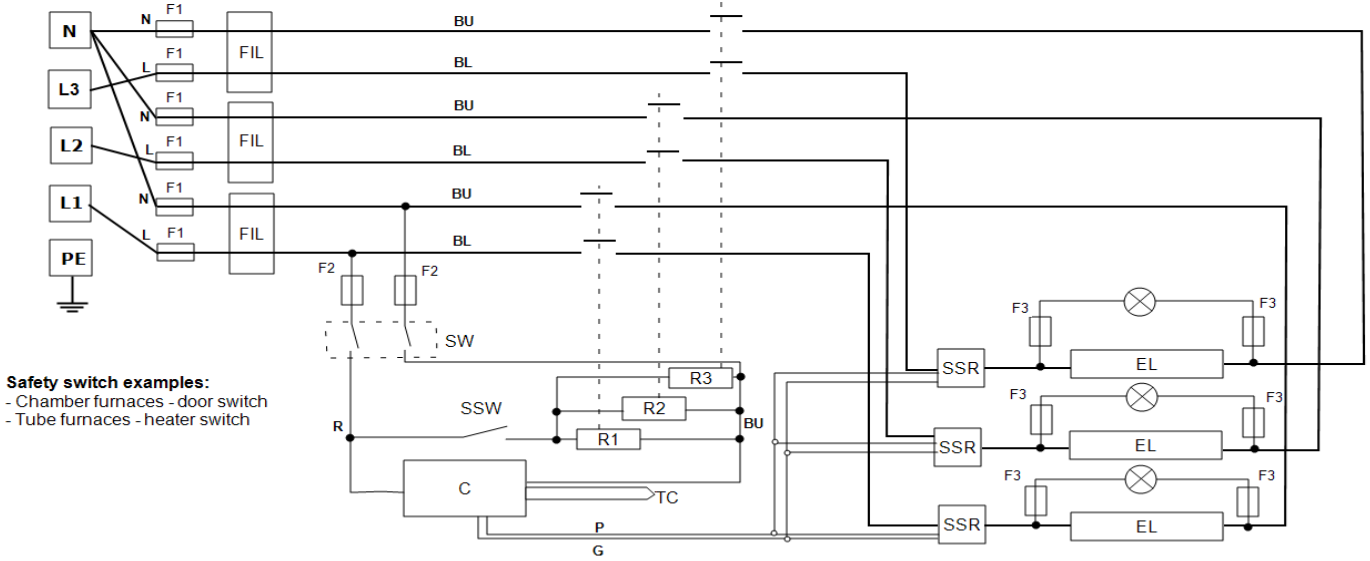 N
N
F1
FIL
BU
L3
L
F1
BL
F1
N
FIL
BU
L2
L
F1
BL
F1
L1
N
FIL
BU
L
F1
BL
PE
F2
F2
SW
F3
F3
SSR
EL
Safety switch examples:
- Chamber furnaces - door switch
- Tube furnaces - heater switch
R3
R2
R1
SSW
R
BU
F3
F3
SSR
EL
C
TC
F3
F3
P
G
SSR
EL